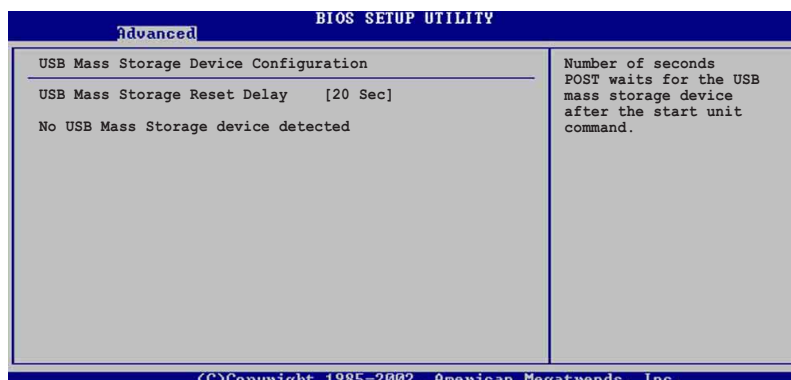 BIOS SETUP UTILITY
Advanced
USB Mass Storage Device Configuration
USB Mass Storage Reset Delay [20 Sec]
No USB Mass Storage device detected
Number of seconds
POST waits for the USB
mass storage device
after the start unit
command.
(C)Copyright 1985-2002, American Megatrends, Inc.